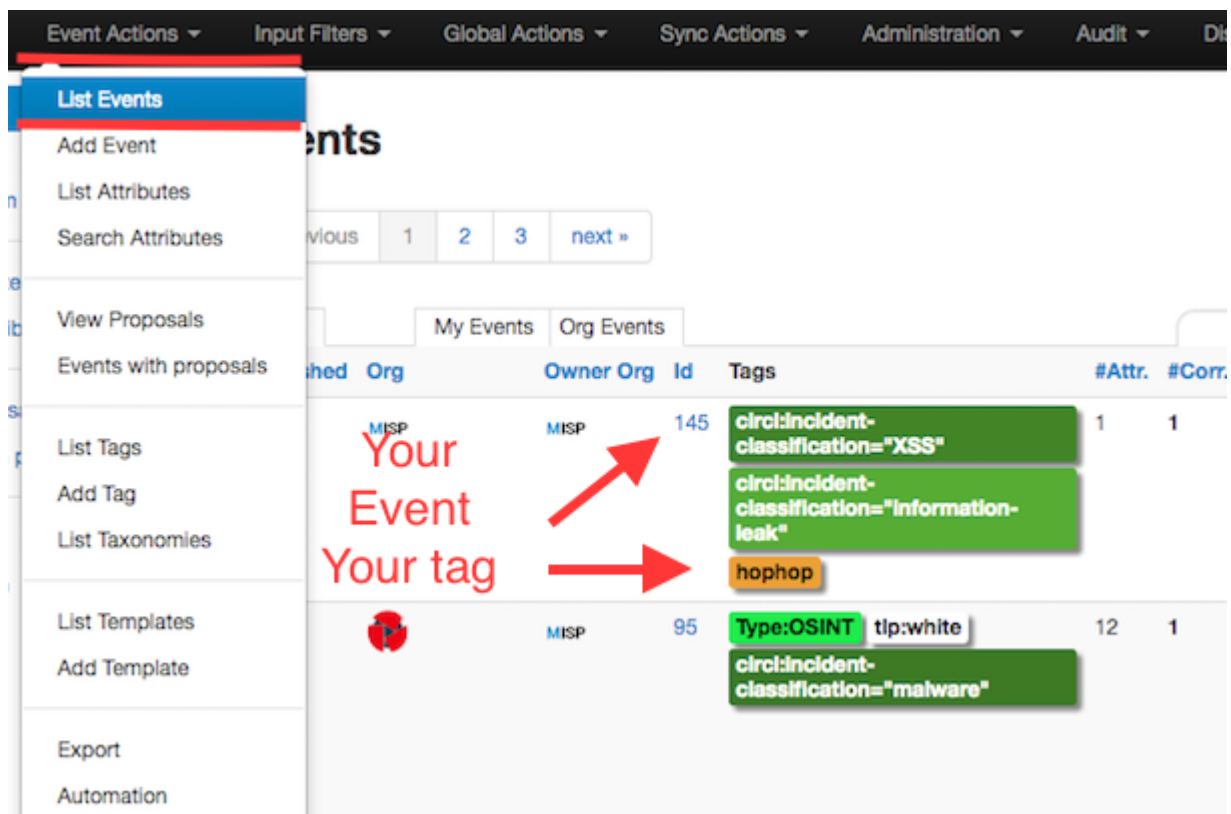 Event Actions Input Filters Global Actions Sync Actions Administration Audit
List Events
Add Event
List Attributes
Search Attributes
View Proposals
Events with proposals
List Tags
Add Tag
List Taxonomies
List Templates
Add Template
Export
Automation
ents
vious 1 2 3 next »
My Events Org Events
shed Org Owner Org Id Tags #Attr. #Corr.
MISP MISP 145 circl:incident-
classification="XSS" 1 1
circl:incident-
classification="information-
leak"
hophop
Your
Event
Your tag
MISP 95 Type:OSINT tlp:white 12 1
circl:incident-
classification="malware"